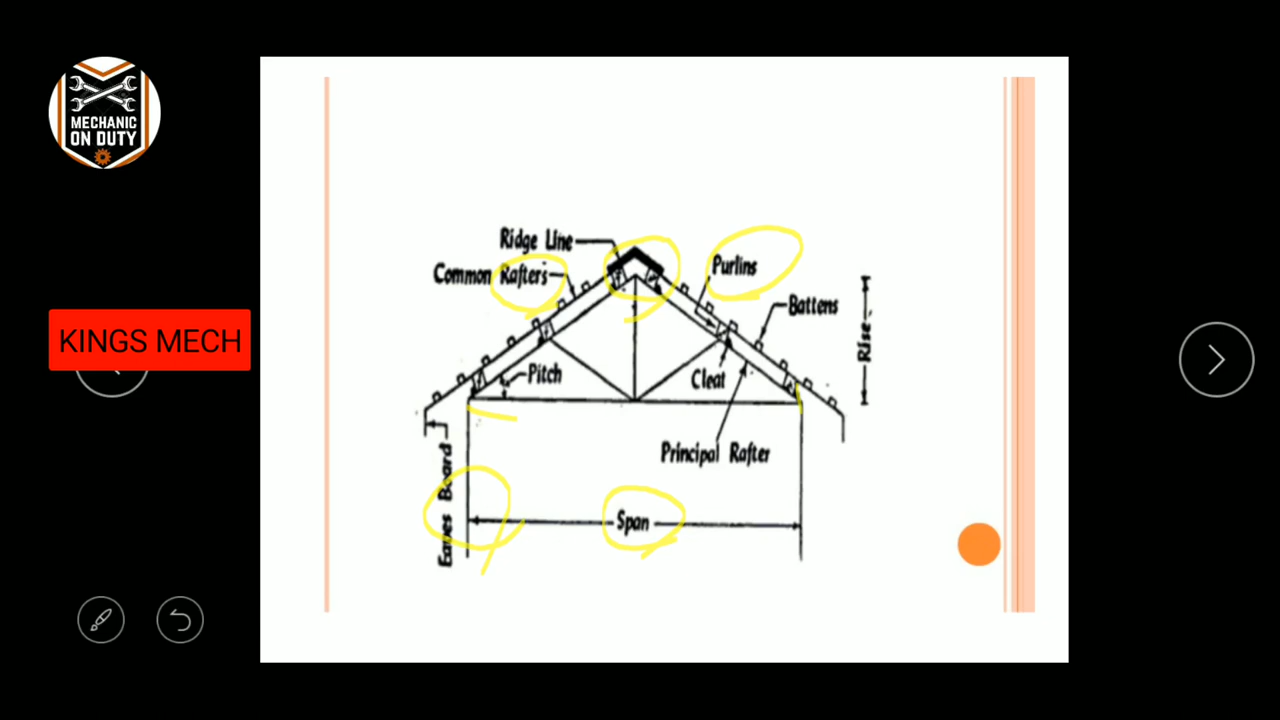 MECHANIC
ON DUTY
KINGS MECH
Ridge Line
Common Rafters
Purlins
Battens
Rise
Pitch
Cleat
Principal Rafter
Eaves Board
Span